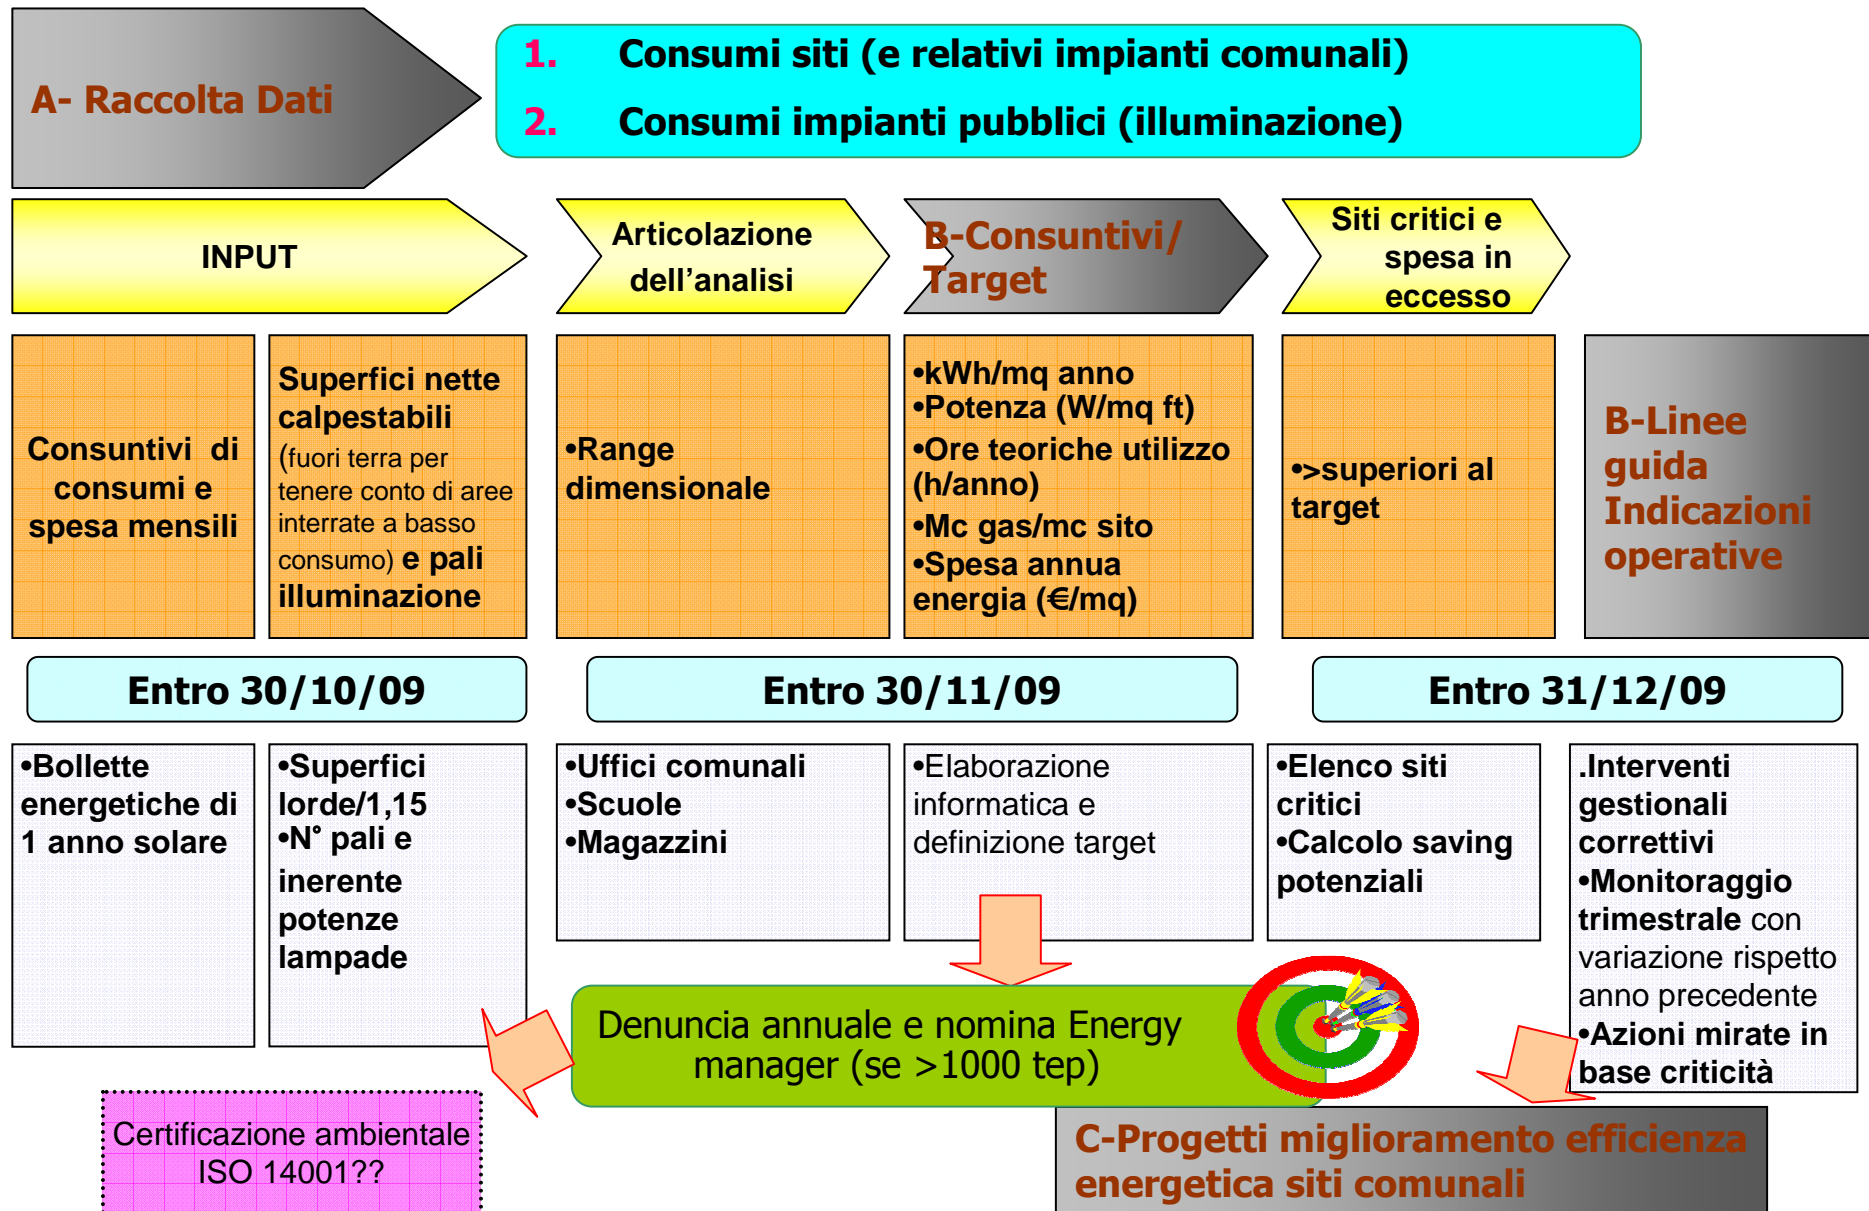 A- Raccolta Dati
1. Consumi siti (e relativi impianti comunali)
2. Consumi impianti pubblici (illuminazione)
INPUT
Articolazione
dell’analisi
B-Consuntivi/
Target
Siti critici e
spesa in
eccesso
Consuntivi di
consumi e
spesa mensili
Superfici nette
calpestabili
(fuori terra per
tenere conto di aree
interrate a basso
consumo) e pali
illuminazione
•Range
dimensionale
•kWh/mq anno
•Potenza (W/mq ft)
•Ore teoriche utilizzo
(h/anno)
•Mc gas/mc sito
•Spesa annua
energia (€/mq)
•>superiori al
target
B-Linee
guida
Indicazioni
operative
Entro 30/10/09
Entro 30/11/09
Entro 31/12/09
•Bollette
energetiche di
1 anno solare
•Superfici
lorde/1,15
•N° pali e
inerente
potenze
lampade
•Uffici comunali
•Scuole
•Magazzini
•Elaborazione
informatica e
definizione target
•Elenco siti
critici
•Calcolo saving
potenziali
.Interventi
gestionali
correttivi
•Monitoraggio
trimestrale con
variazione rispetto
anno precedente
•Azioni mirate in
base criticità
Denuncia annuale e nomina Energy
manager (se >1000 tep)
Certificazione ambientale
ISO 14001??
C-Progetti miglioramento efficienza
energetica siti comunali